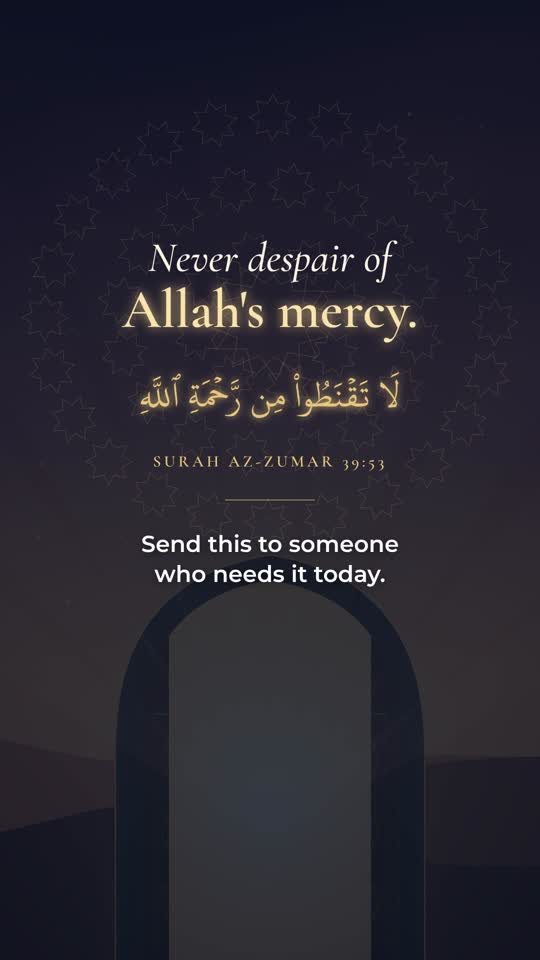 Never despair of
Allah's mercy.
لَا تَقْنَطُوا۟ مِن رَّحْمَةِ ٱللَّهِ
SURAH AZ-ZUMAR 39:53
Send this to someone
who needs it today.